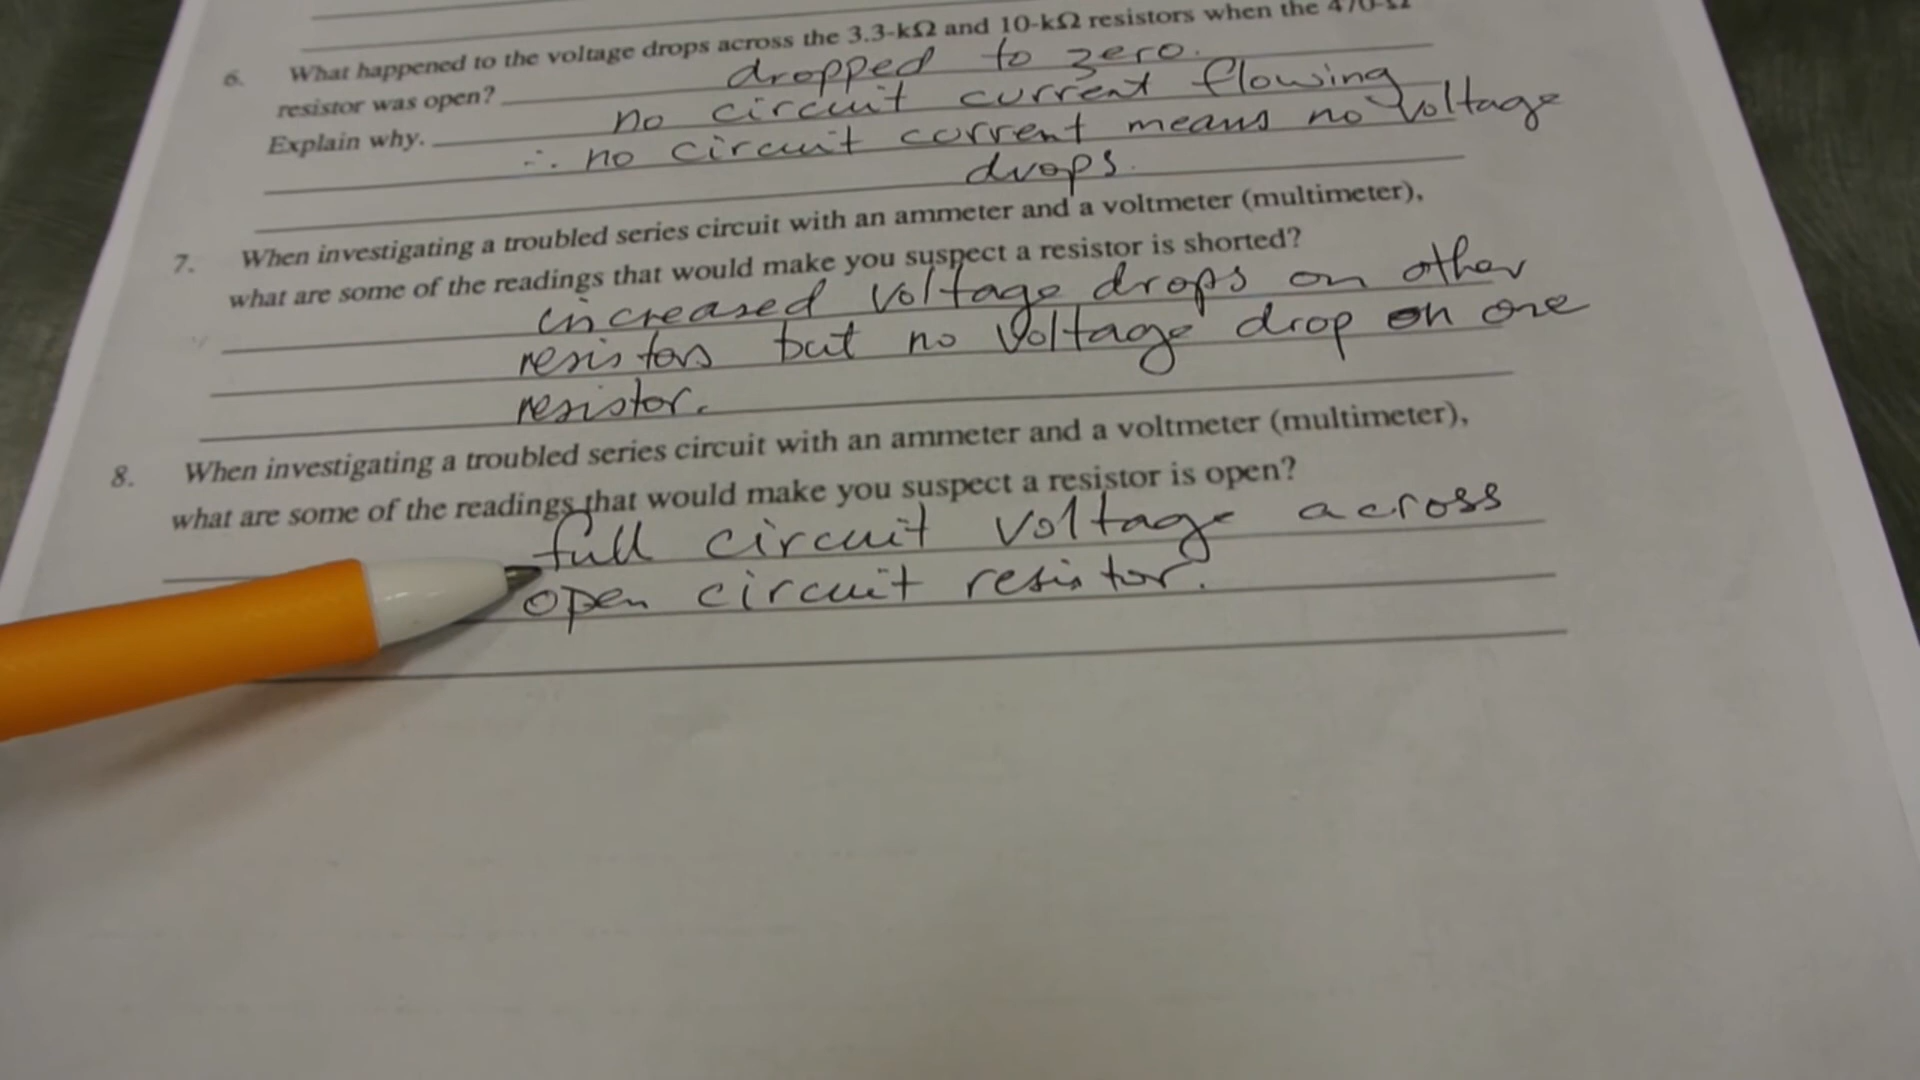 6. What happened to the voltage drops across the 3.3-kΩ and 10-kΩ resistors when the 470-Ω
resistor was open? dropped to zero.
Explain why. no circuit current flowing
∴ no circuit current means no voltage
drops.
7. When investigating a troubled series circuit with an ammeter and a voltmeter (multimeter),
what are some of the readings that would make you suspect a resistor is shorted?
increased voltage drops on other
resistors but no voltage drop on one
resistor.
8. When investigating a troubled series circuit with an ammeter and a voltmeter (multimeter),
what are some of the readings that would make you suspect a resistor is open?
full circuit voltage across
open circuit resistor.